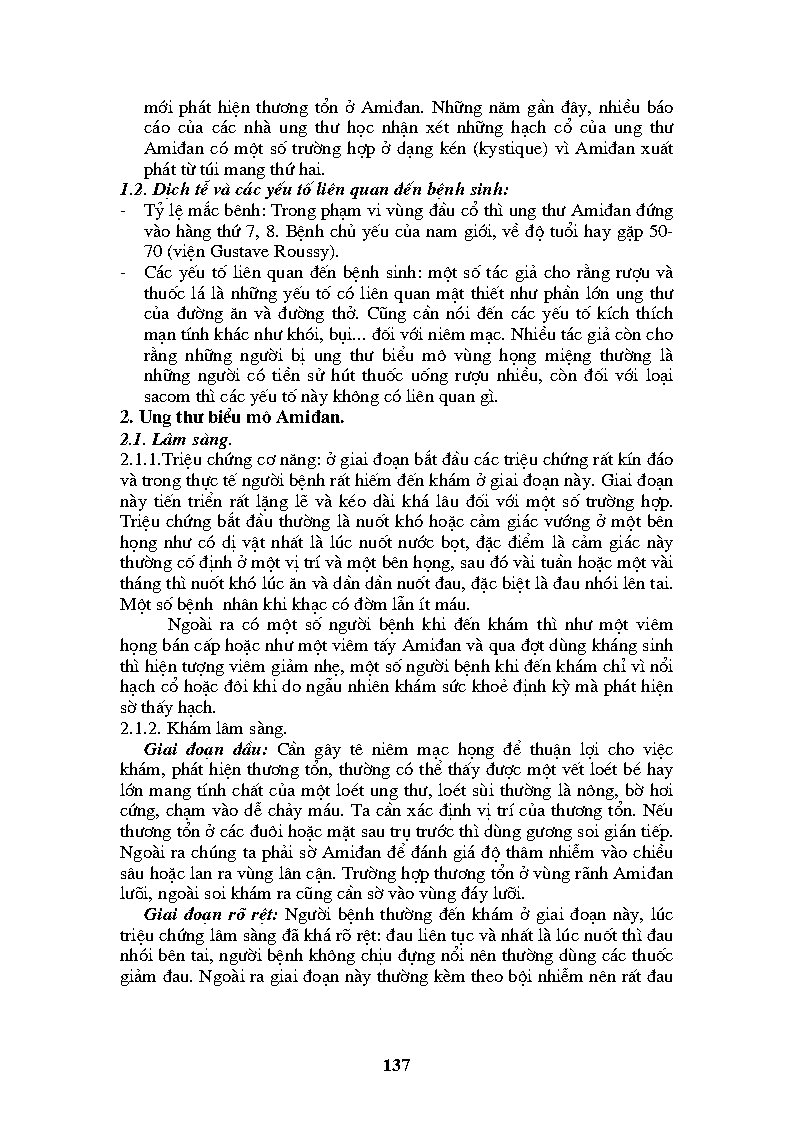 mới phát hiện thương tổn ở Amiđan. Những năm gần đây, nhiều báo
cáo của các nhà ung thư học nhận xét những hạch cổ của ung thư
Amiđan có một số trường hợp ở dạng kén (kystique) vì Amiđan xuất
phát từ túi mang thứ hai.
1.2. Dịch tễ và các yếu tố liên quan đến bệnh sinh:
- Tỷ lệ mắc bênh: Trong phạm vi vùng đầu cổ thì ung thư Amiđan đứng
vào hàng thứ 7, 8. Bệnh chủ yếu của nam giới, về độ tuổi hay gặp 50-
70 (viện Gustave Roussy).
- Các yếu tố liên quan đến bệnh sinh: một số tác giả cho rằng rượu và
thuốc lá là những yếu tố có liên quan mật thiết như phần lớn ung thư
của đường ăn và đường thở. Cũng cần nói đến các yếu tố kích thích
mạn tính khác như khói, bụi... đối với niêm mạc. Nhiều tác giả còn cho
rằng những người bị ung thư biểu mô vùng họng miệng thường là
những người có tiền sử hút thuốc uống rượu nhiều, còn đối với loại
sacom thì các yếu tố này không có liên quan gì.
2. Ung thư biểu mô Amiđan.
2.1. Lâm sàng.
2.1.1.Triệu chứng cơ năng: ở giai đoạn bắt đầu các triệu chứng rất kín đáo
và trong thực tế người bệnh rất hiếm đến khám ở giai đoạn này. Giai đoạn
này tiến triển rất lặng lẽ và kéo dài khá lâu đối với một số trường hợp.
Triệu chứng bắt đầu thường là nuốt khó hoặc cảm giác vướng ở một bên
họng như có dị vật nhất là lúc nuốt nước bọt, đặc điểm là cảm giác này
thường cố định ở một vị trí và một bên họng, sau đó vài tuần hoặc một vài
tháng thì nuốt khó lúc ăn và dần dần nuốt đau, đặc biệt là đau nhói lên tai.
Một số bệnh nhân khi khạc có đờm lẫn ít máu.
Ngoài ra có một số người bệnh khi đến khám thì như một viêm
họng bán cấp hoặc như một viêm tấy Amiđan và qua đợt dùng kháng sinh
thì hiện tượng viêm giảm nhẹ, một số người bệnh khi đến khám chỉ vì nổi
hạch cổ hoặc đôi khi do ngẫu nhiên khám sức khoẻ định kỳ mà phát hiện
sờ thấy hạch.
2.1.2. Khám lâm sàng.
Giai đoạn đầu: Cần gây tê niêm mạc họng để thuận lợi cho việc
khám, phát hiện thương tổn, thường có thể thấy được một vết loét bé hay
lớn mang tính chất của một loét ung thư, loét sùi thường là nông, bờ hơi
cứng, chạm vào dễ chảy máu. Ta cần xác định vị trí của thương tổn. Nếu
thương tổn ở các đuôi hoặc mặt sau trụ trước thì dùng gương soi gián tiếp.
Ngoài ra chúng ta phải sờ Amiđan để đánh giá độ thâm nhiễm vào chiều
sâu hoặc lan ra vùng lân cận. Trường hợp thương tổn ở vùng rãnh Amiđan
lưỡi, ngoài soi khám ra cũng cần sờ vào vùng đáy lưỡi.
Giai đoạn rõ rệt: Người bệnh thường đến khám ở giai đoạn này, lúc
triệu chứng lâm sàng đã khá rõ rệt: đau liên tục và nhất là lúc nuốt thì đau
nhói bên tai, người bệnh không chịu đựng nổi nên thường dùng các thuốc
giảm đau. Ngoài ra giai đoạn này thường kèm theo bội nhiễm nên rất đau
137